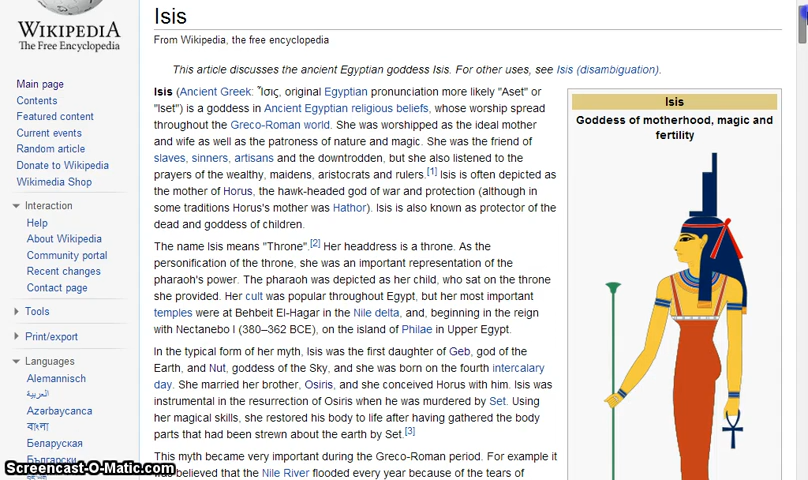 WIKIPEDIA
The Free Encyclopedia
Main page
Contents
Featured content
Current events
Random article
Donate to Wikipedia
Wikimedia Shop
Interaction
Help
About Wikipedia
Community portal
Recent changes
Contact page
Tools
Print/export
Languages
Alemannisch
العربية
Azərbaycanca
বাংলা
Беларуская
Български
Isis
From Wikipedia, the free encyclopedia
This article discusses the ancient Egyptian goddess Isis. For other uses, see Isis (disambiguation).
Isis (Ancient Greek: Ἶσις, original Egyptian pronunciation more likely "Aset" or
"Iset") is a goddess in Ancient Egyptian religious beliefs, whose worship spread
throughout the Greco-Roman world. She was worshipped as the ideal mother
and wife as well as the patroness of nature and magic. She was the friend of
slaves, sinners, artisans and the downtrodden, but she also listened to the
prayers of the wealthy, maidens, aristocrats and rulers.[1] Isis is often depicted as
the mother of Horus, the hawk-headed god of war and protection (although in
some traditions Horus's mother was Hathor). Isis is also known as protector of the
dead and goddess of children.
The name Isis means "Throne".[2] Her headdress is a throne. As the
personification of the throne, she was an important representation of the
pharaoh's power. The pharaoh was depicted as her child, who sat on the throne
she provided. Her cult was popular throughout Egypt, but her most important
temples were at Behbeit El-Hagar in the Nile delta, and, beginning in the reign
with Nectanebo I (380–362 BCE), on the island of Philae in Upper Egypt.
In the typical form of her myth, Isis was the first daughter of Geb, god of the
Earth, and Nut, goddess of the Sky, and she was born on the fourth intercalary
day. She married her brother, Osiris, and she conceived Horus with him. Isis was
instrumental in the resurrection of Osiris when he was murdered by Set. Using
her magical skills, she restored his body to life after having gathered the body
parts that had been strewn about the earth by Set.[3]
This myth became very important during the Greco-Roman period. For example it
was believed that the Nile River flooded every year because of the tears of
Isis
Goddess of motherhood, magic and
fertility
Screencast-O-Matic.com